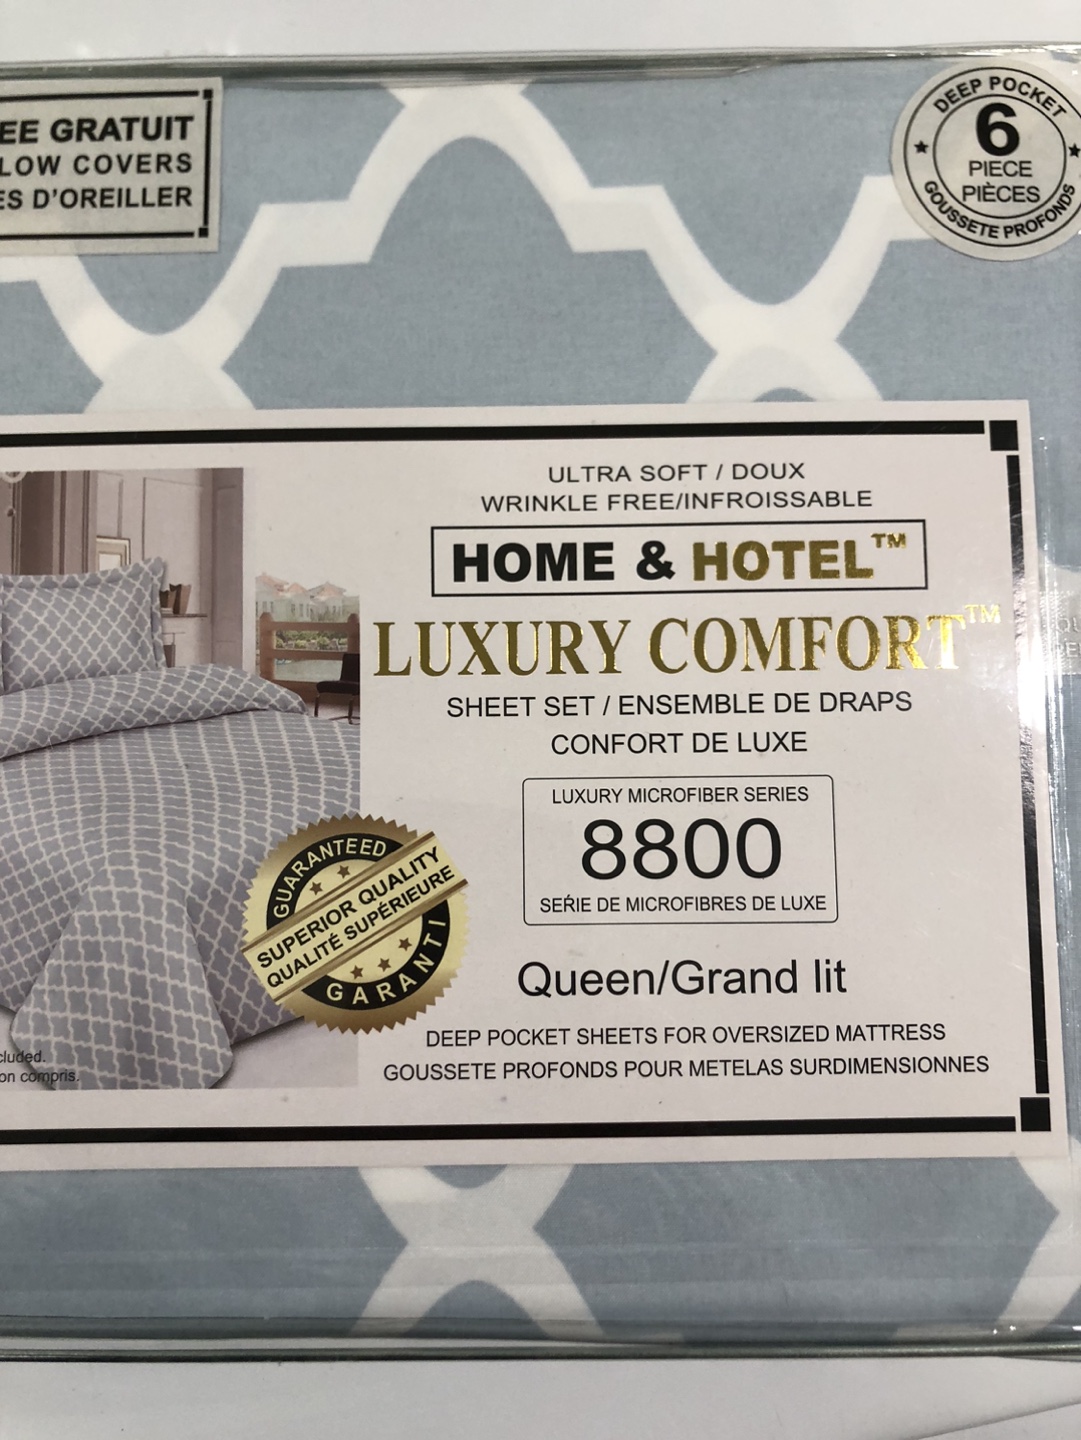 EE GRATUIT
LOW COVERS
ES D'OREILLER
DEEP POCKET
6
PIECE
PIÈCES
GOUSSETE PROFONDS
ULTRA SOFT / DOUX
WRINKLE FREE/INFROISSABLE
HOME & HOTEL™
LUXURY COMFORT™
SHEET SET / ENSEMBLE DE DRAPS
CONFORT DE LUXE
LUXURY MICROFIBER SERIES
8800
SEŔIE DE MICROFIBRES DE LUXE
GUARANTEED
SUPERIOR QUALITY
QUALITÉ SUPÉRIEURE
GARANTI
Queen/Grand lit
DEEP POCKET SHEETS FOR OVERSIZED MATTRESS
GOUSSETE PROFONDS POUR METELAS SURDIMENSIONNES
cluded.
on compris.